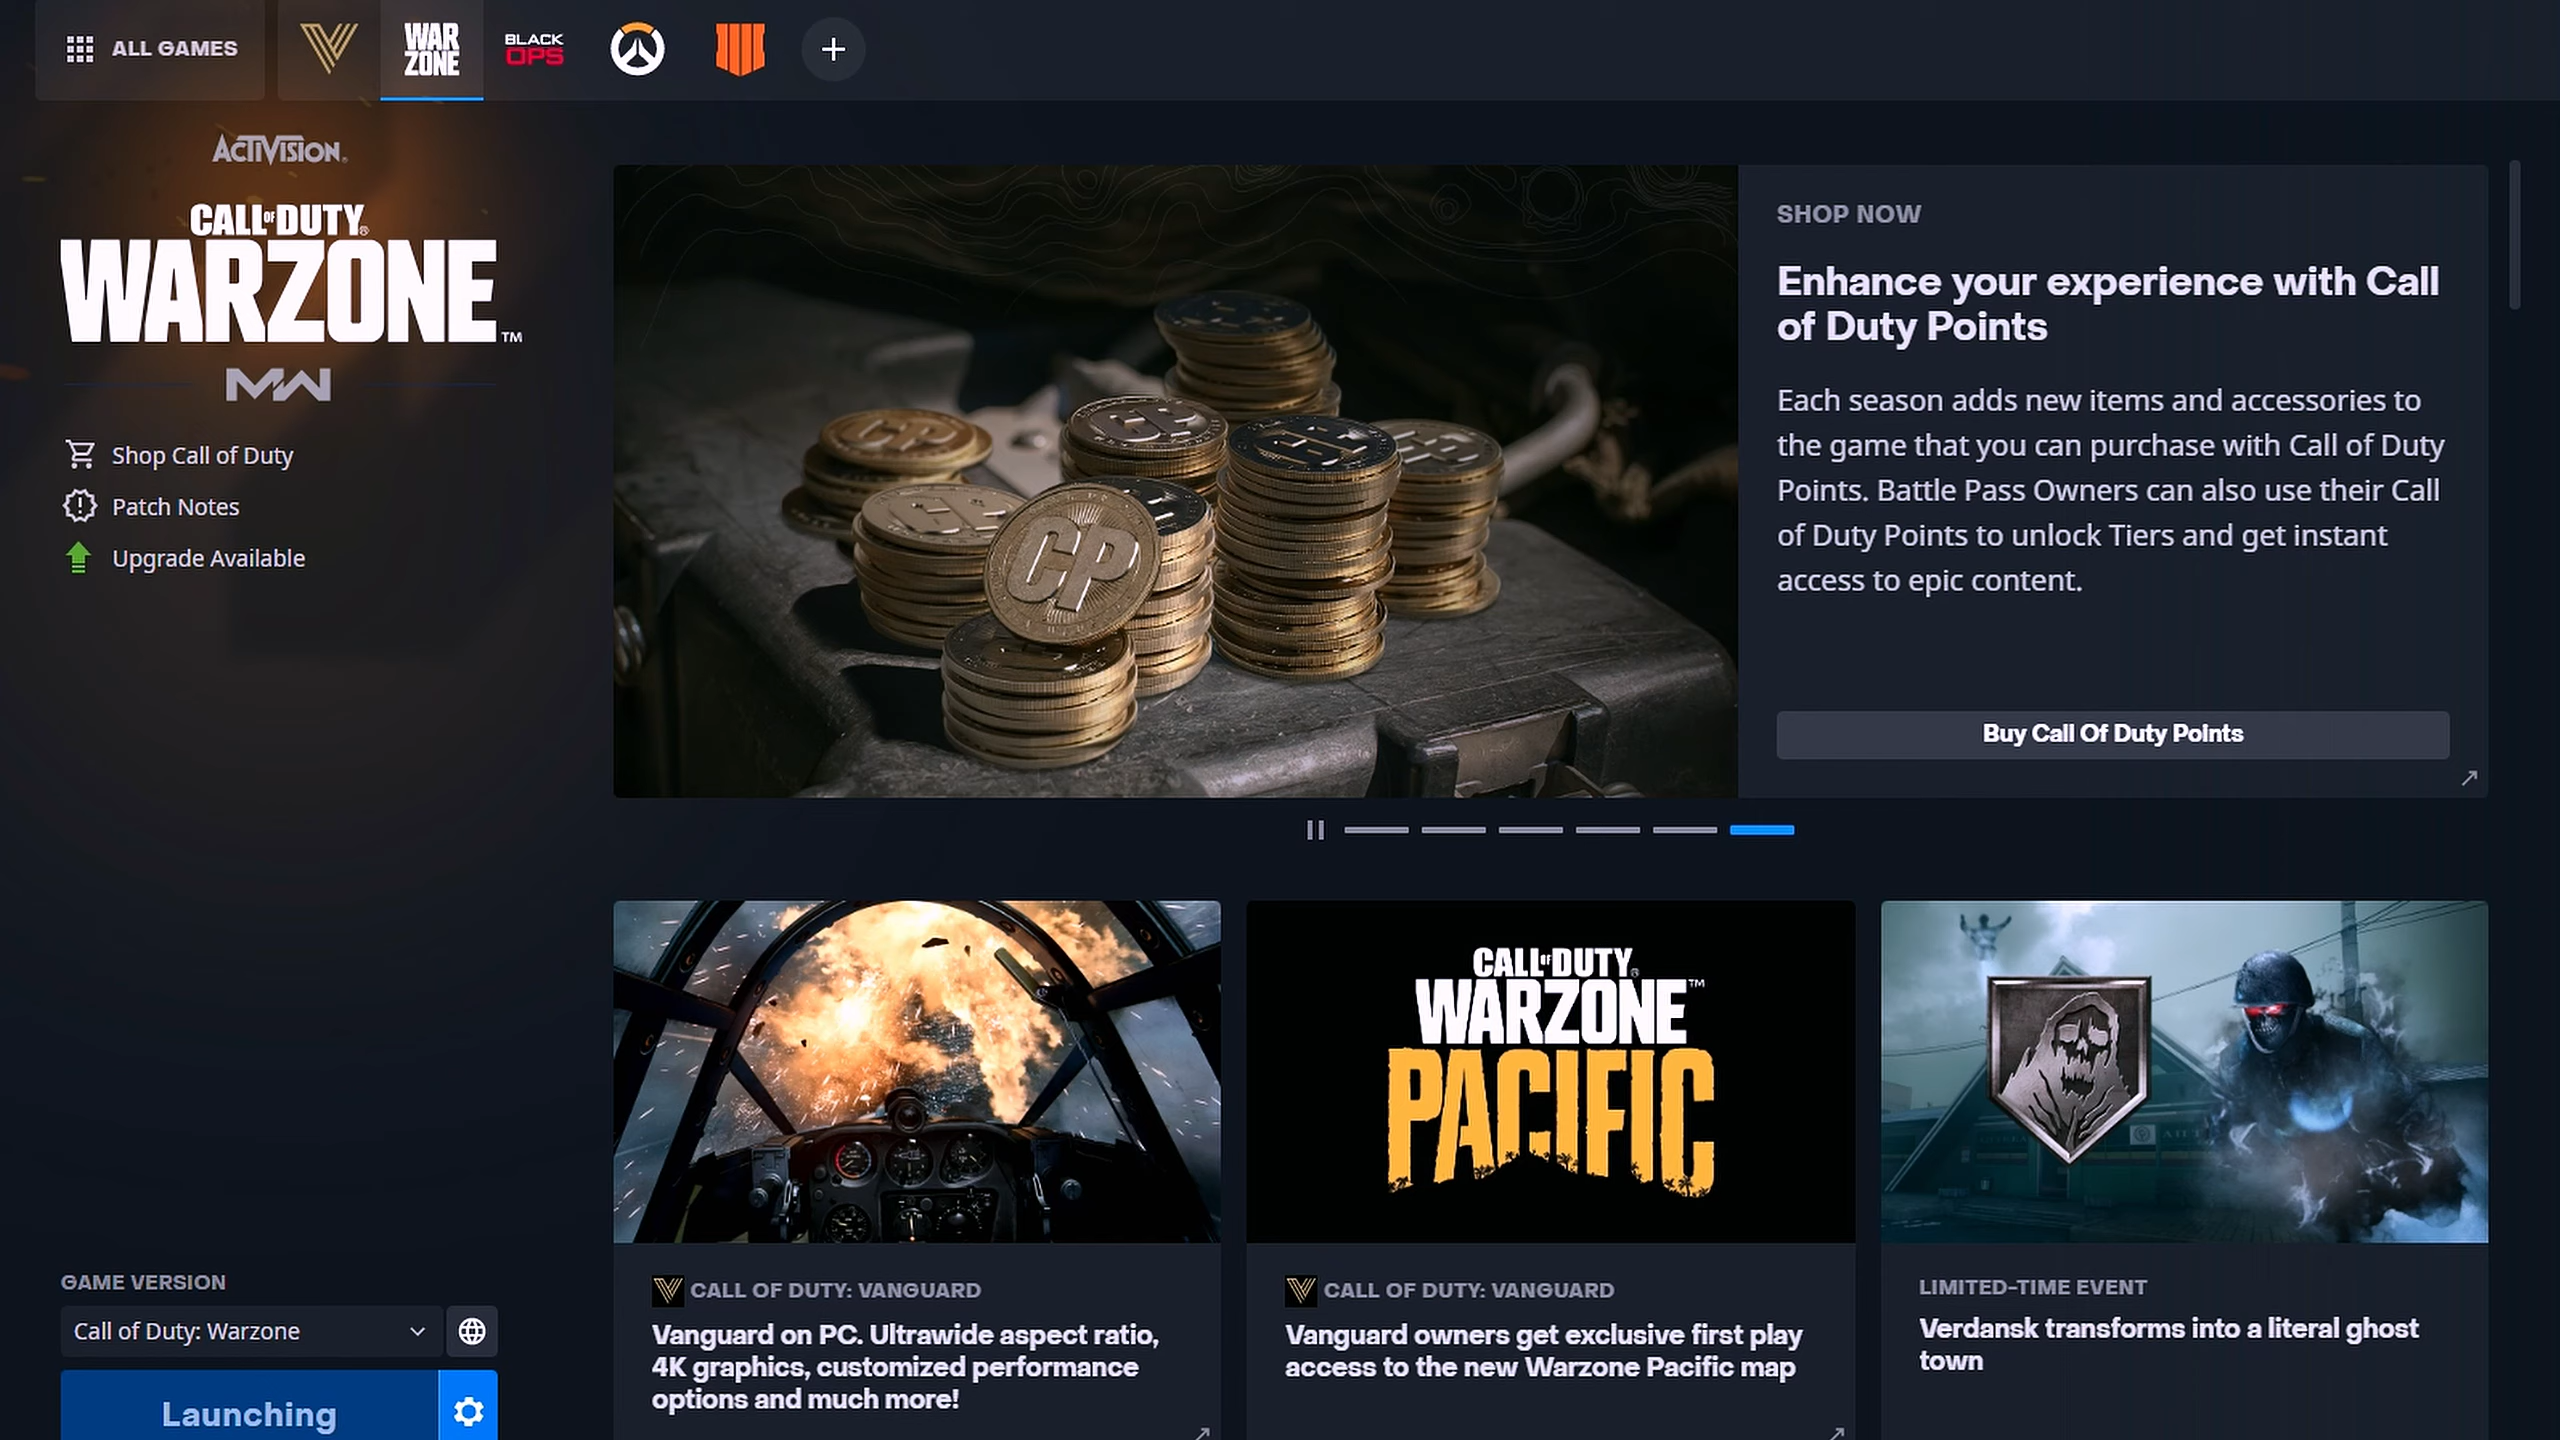 ALL GAMES
WAR
ZONE
BLACK
OPS
ACTIVISION
CALL OF DUTY®
WARZONE™
MW
Shop Call of Duty
Patch Notes
Upgrade Available
CP
CP
CP
SHOP NOW
Enhance your experience with Call
of Duty Points
Each season adds new items and accessories to
the game that you can purchase with Call of Duty
Points. Battle Pass Owners can also use their Call
of Duty Points to unlock Tiers and get instant
access to epic content.
Buy Call Of Duty Points
CALL OF DUTY®
WARZONE™
PACIFIC
CALL OF DUTY: VANGUARD
Vanguard on PC. Ultrawide aspect ratio,
4K graphics, customized performance
options and much more!
CALL OF DUTY: VANGUARD
Vanguard owners get exclusive first play
access to the new Warzone Pacific map
LIMITED-TIME EVENT
Verdansk transforms into a literal ghost
town
GAME VERSION
Call of Duty: Warzone
Launching